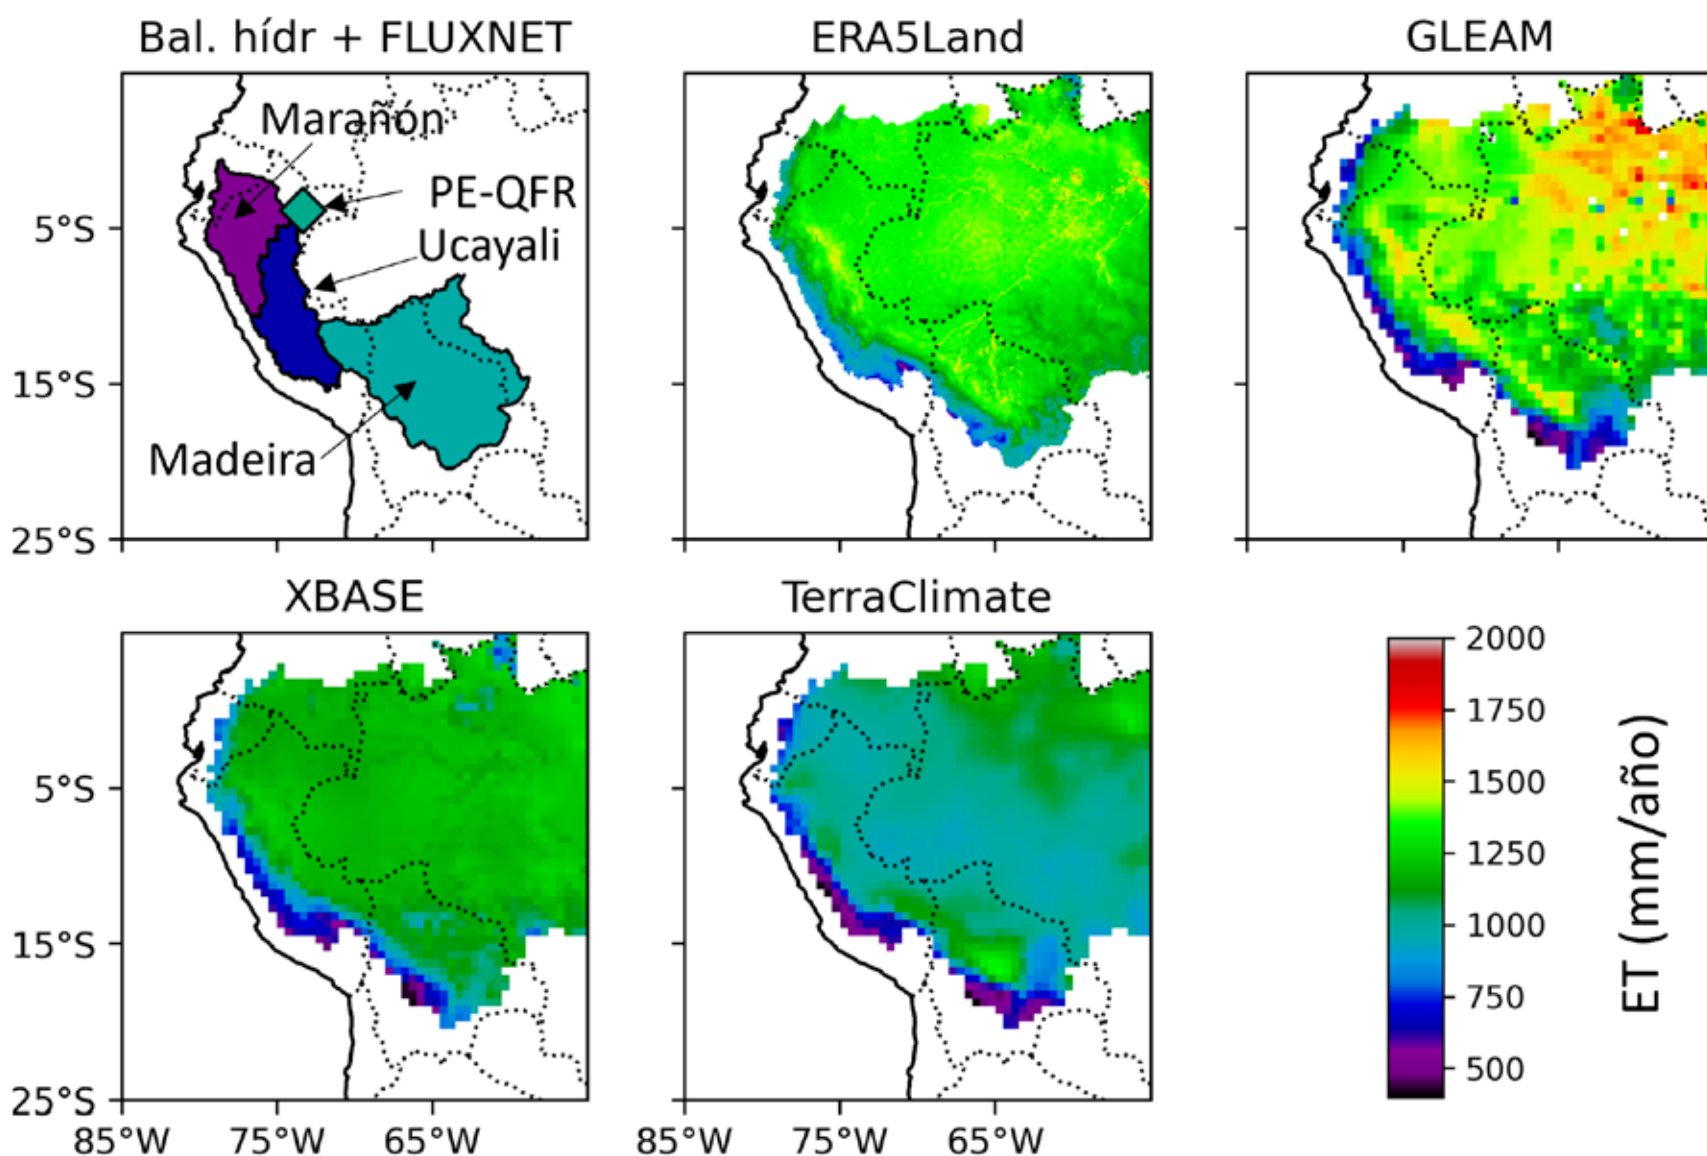 Bal. hídr + FLUXNET
ERA5Land
GLEAM
Marañón
PE-QFR
Ucayali
Madeira
5°S
15°S
25°S
XBASE
TerraClimate
5°S
15°S
25°S
85°W
75°W
65°W
85°W
75°W
65°W
2000
1750
1500
1250
1000
750
500
ET (mm/año)